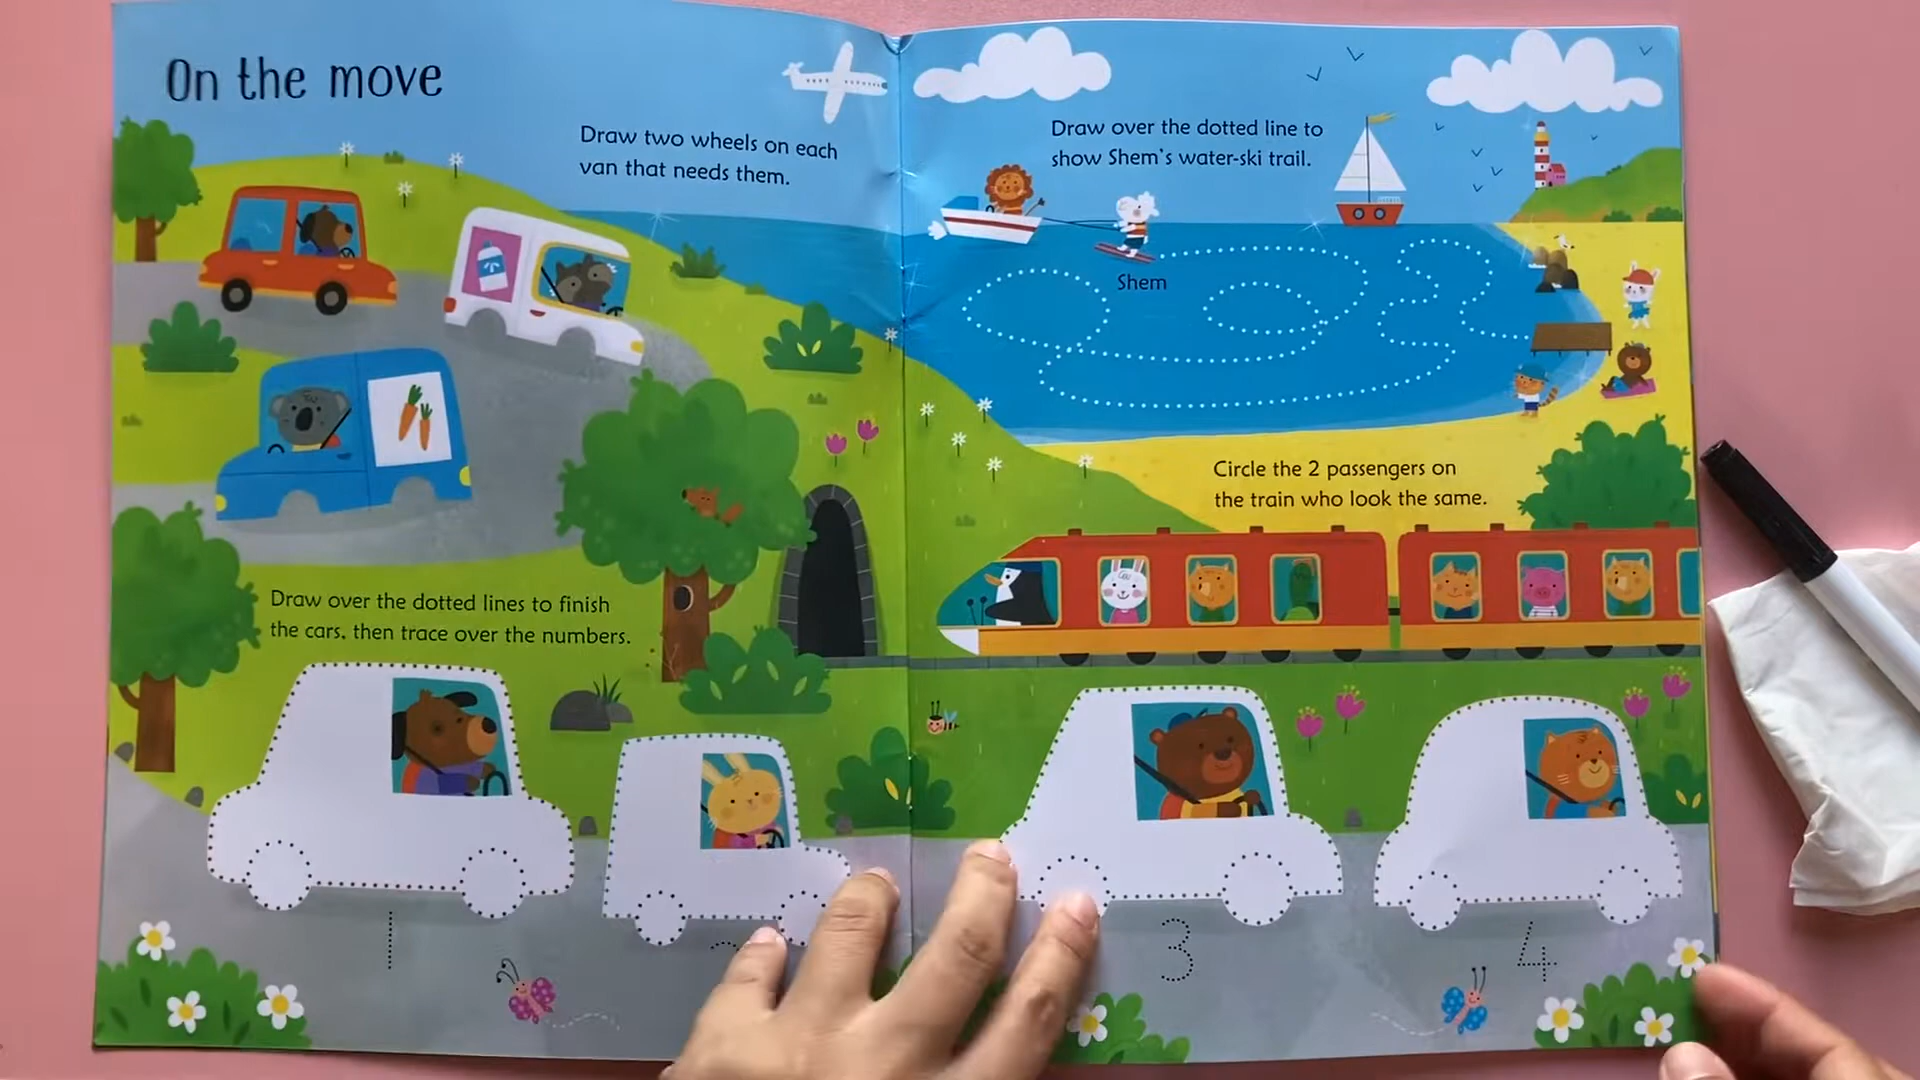 On the move
Draw two wheels on each
van that needs them.
Draw over the dotted line to
show Shem's water-ski trail.
Shem
Circle the 2 passengers on
the train who look the same.
Draw over the dotted lines to finish
the cars, then trace over the numbers.
1
3
4